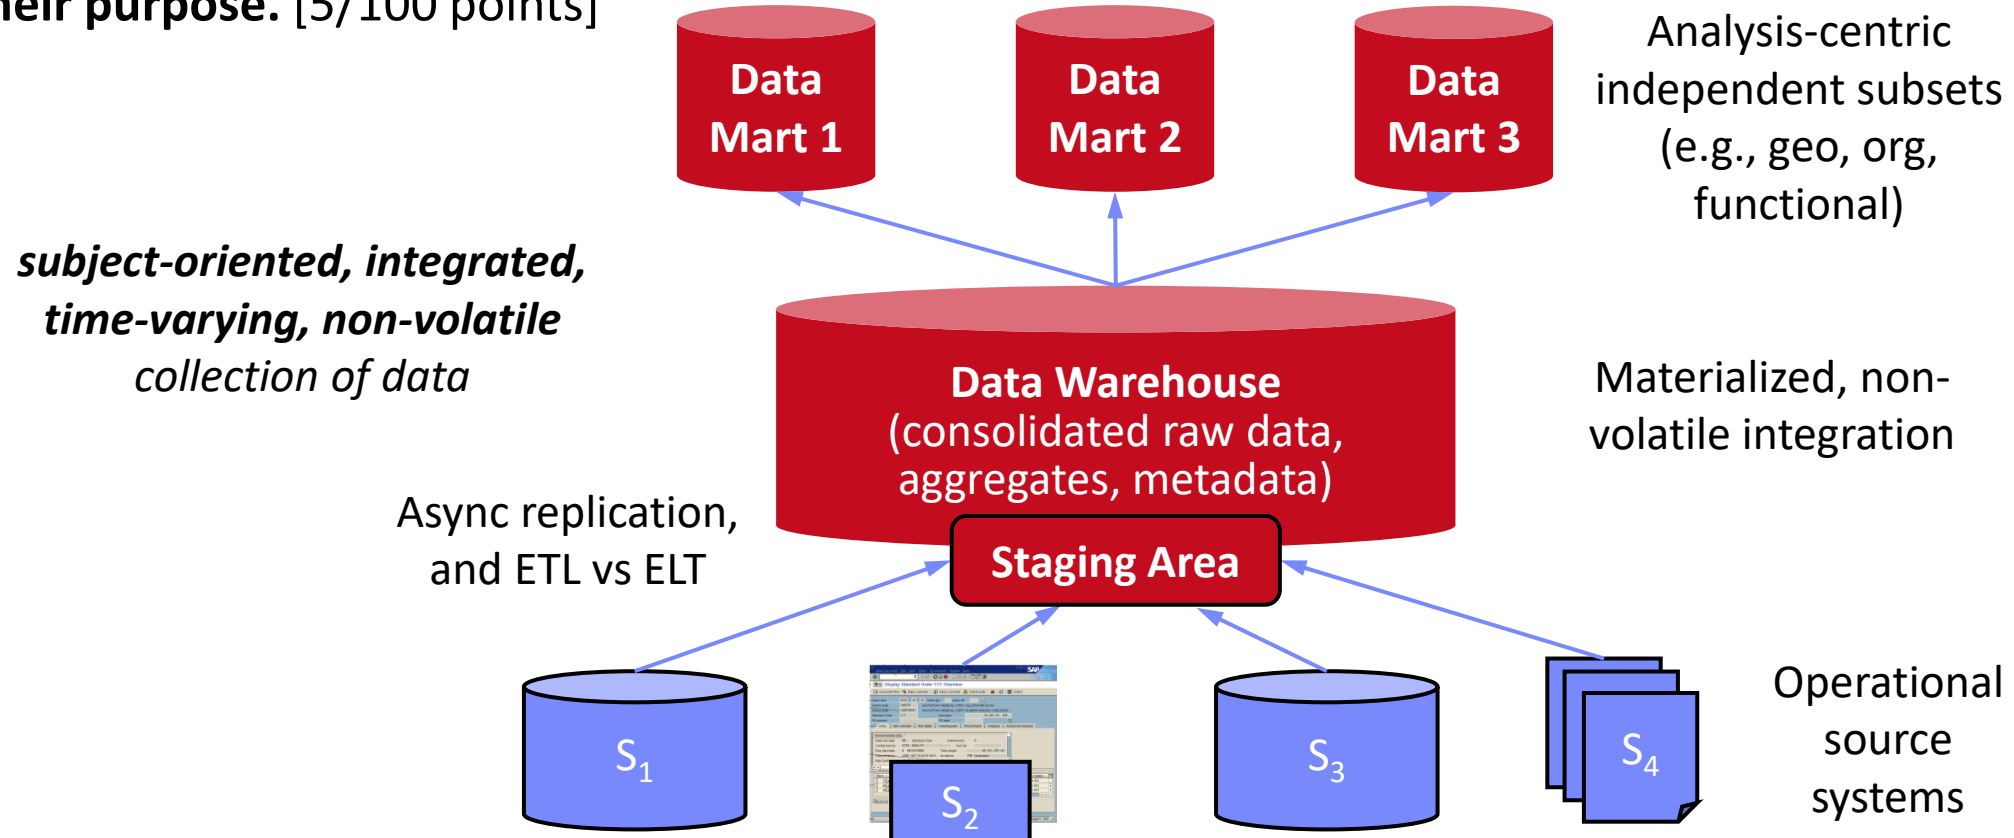 their purpose. [5/100 points]
Data
Mart 1
Data
Mart 2
Data
Mart 3
Analysis-centric
independent subsets
(e.g., geo, org,
functional)
subject-oriented, integrated,
time-varying, non-volatile
collection of data
Data Warehouse
(consolidated raw data,
aggregates, metadata)
Materialized, non-
volatile integration
Async replication,
and ETL vs ELT
Staging Area
S1
SAP
S2
S3
S4
Operational
source
systems